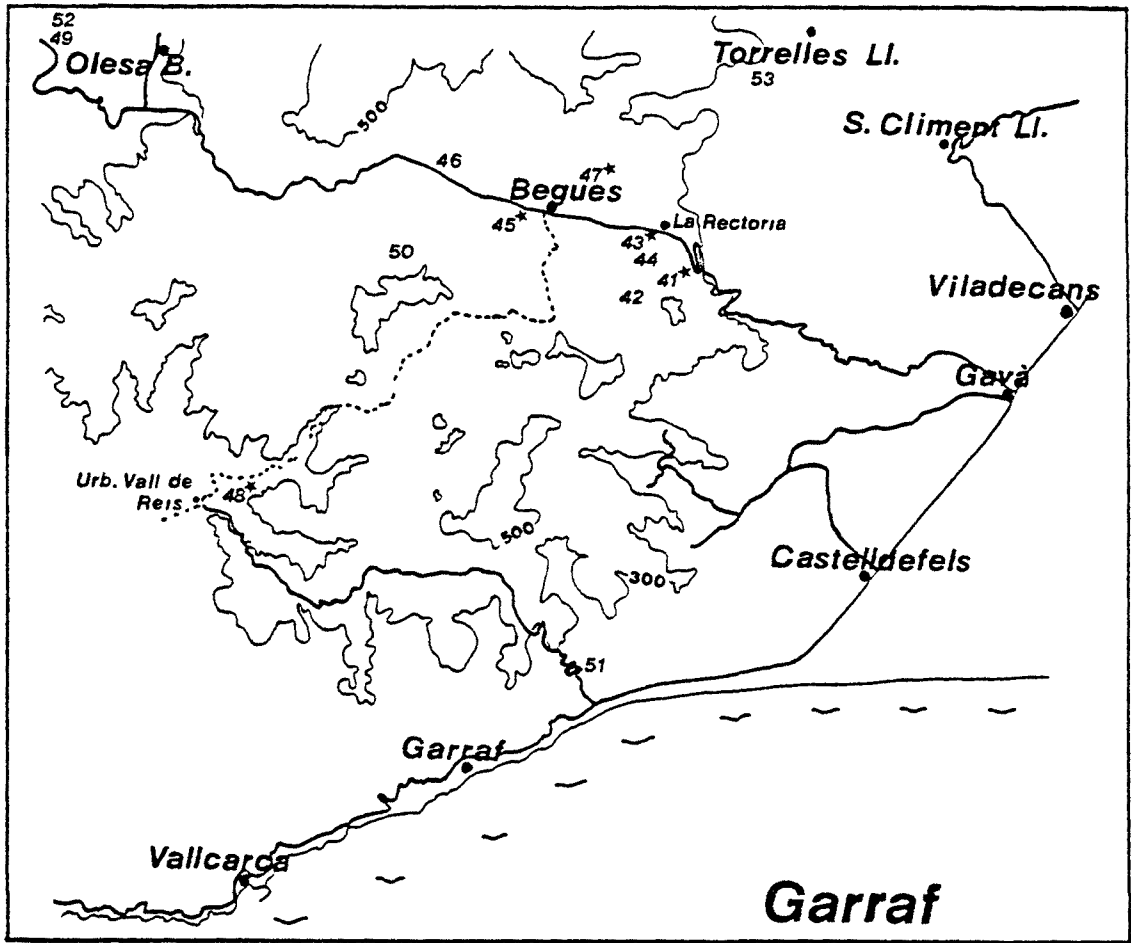 52
49
Olesa B.
Torrelles Ll.
53
500
S. Climent Ll.
46
47*
Begues
45*
La Rectoria
43*
44
50
41*
42
Viladecans
Gavà
Urb. Vall de
Reis
48*
500
Castelldefels
300
51
Garraf
Vallcarca
Garraf